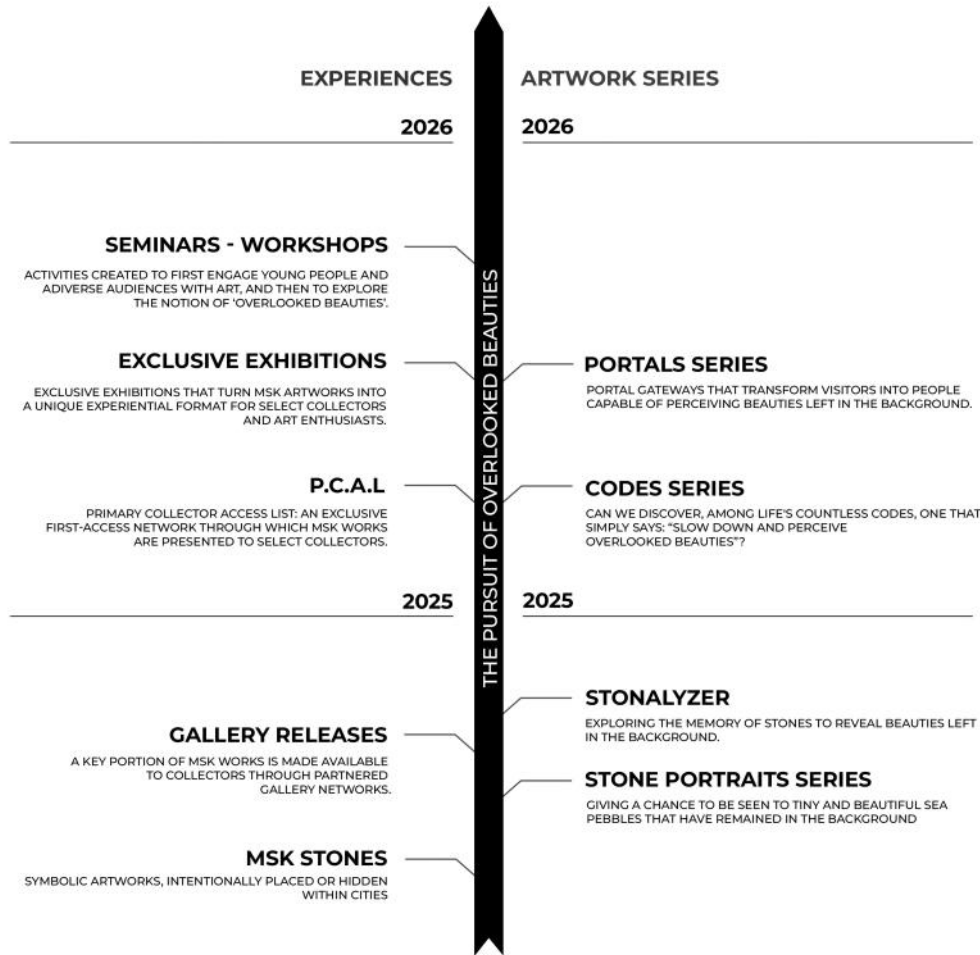 EXPERIENCES
2026
SEMINARS - WORKSHOPS
ACTIVITIES CREATED TO FIRST ENGAGE YOUNG PEOPLE AND
ADIVERSE AUDIENCES WITH ART, AND THEN TO EXPLORE
THE NOTION OF ‘OVERLOOKED BEAUTIES’.
EXCLUSIVE EXHIBITIONS
EXCLUSIVE EXHIBITIONS THAT TURN MSK ARTWORKS INTO
A UNIQUE EXPERIENTIAL FORMAT FOR SELECT COLLECTORS
AND ART ENTHUSIASTS.
P.C.A.L
PRIMARY COLLECTOR ACCESS LIST: AN EXCLUSIVE
FIRST-ACCESS NETWORK THROUGH WHICH MSK WORKS
ARE PRESENTED TO SELECT COLLECTORS.
2025
GALLERY RELEASES
A KEY PORTION OF MSK WORKS IS MADE AVAILABLE
TO COLLECTORS THROUGH PARTNERED
GALLERY NETWORKS.
MSK STONES
SYMBOLIC ARTWORKS, INTENTIONALLY PLACED OR HIDDEN
WITHIN CITIES
THE PURSUIT OF OVERLOOKED BEAUTIES
ARTWORK SERIES
2026
PORTALS SERIES
PORTAL GATEWAYS THAT TRANSFORM VISITORS INTO PEOPLE
CAPABLE OF PERCEIVING BEAUTIES LEFT IN THE BACKGROUND.
CODES SERIES
CAN WE DISCOVER, AMONG LIFE'S COUNTLESS CODES, ONE THAT
SIMPLY SAYS: “SLOW DOWN AND PERCEIVE
OVERLOOKED BEAUTIES”?
2025
STONALYZER
EXPLORING THE MEMORY OF STONES TO REVEAL BEAUTIES LEFT
IN THE BACKGROUND.
STONE PORTRAITS SERIES
GIVING A CHANCE TO BE SEEN TO TINY AND BEAUTIFUL SEA
PEBBLES THAT HAVE REMAINED IN THE BACKGROUND